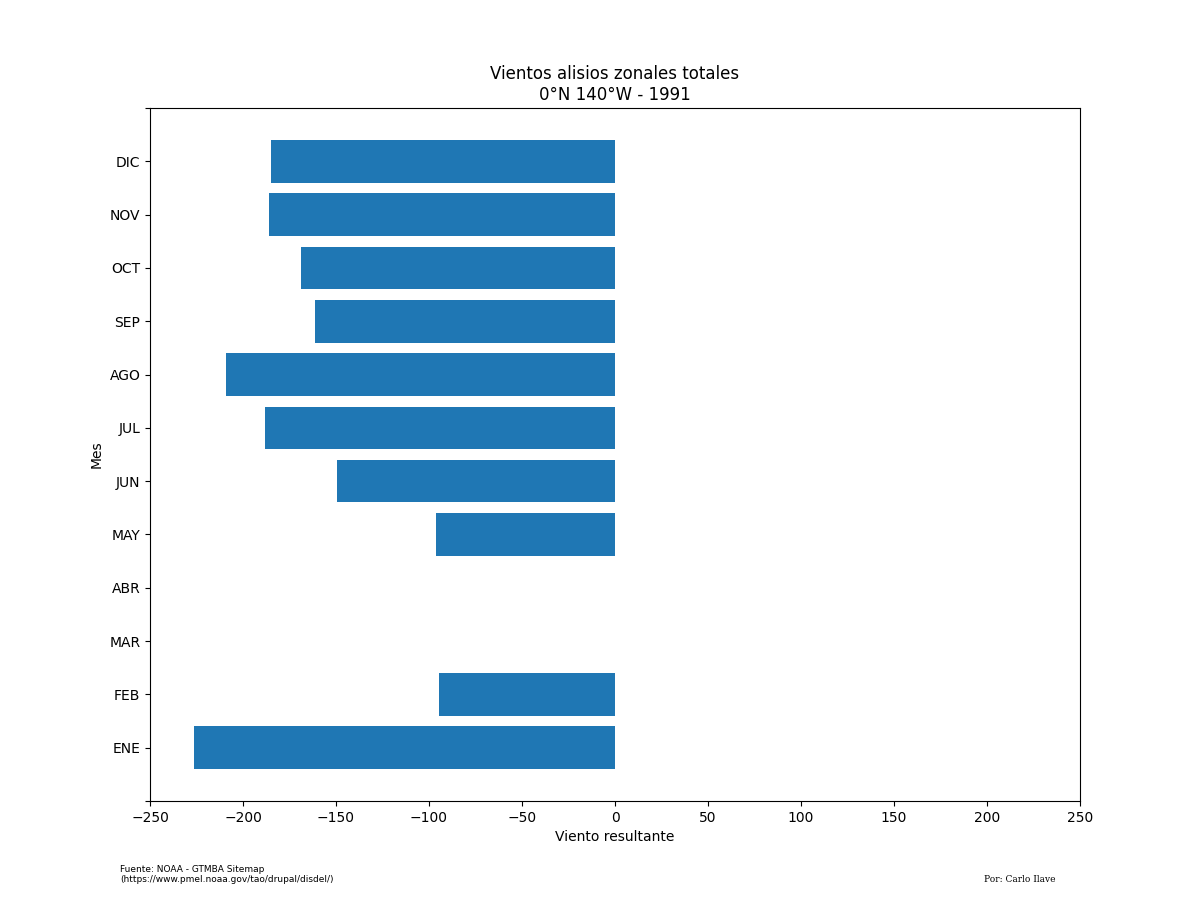 Vientos alisios zonales totales
0°N 140°W - 1991
DIC
NOV
OCT
SEP
AGO
JUL
JUN
MAY
ABR
MAR
FEB
ENE
Mes
−250 −200 −150 −100 −50 0 50 100 150 200 250
Viento resultante
Fuente: NOAA - GTMBA Sitemap
(https://www.pmel.noaa.gov/tao/drupal/disdel/)
Por: Carlo Ilave